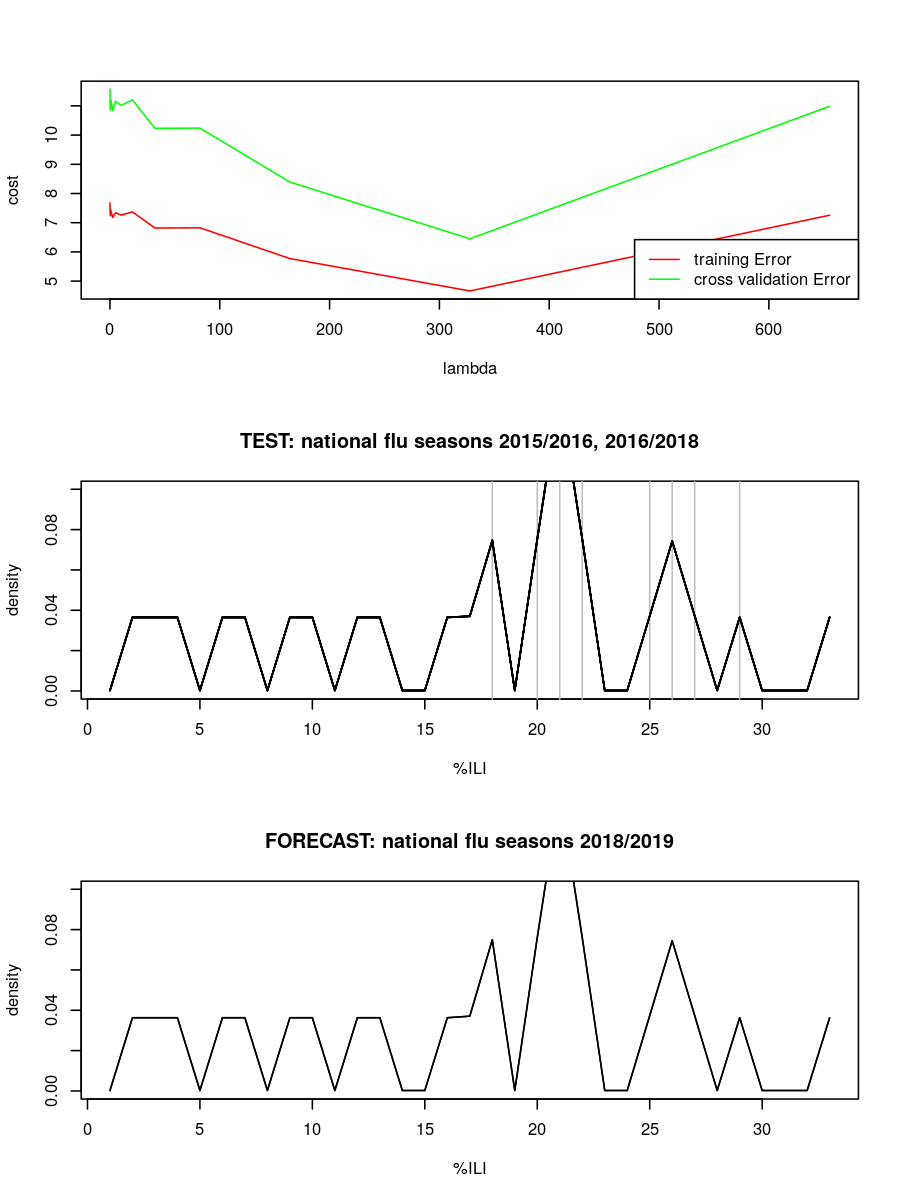 cost
10
9
8
7
6
5
training Error
cross validation Error
0 100 200 300 400 500 600
lambda
TEST: national flu seasons 2015/2016, 2016/2018
density
0.08
0.04
0.00
0 5 10 15 20 25 30
%ILI
FORECAST: national flu seasons 2018/2019
density
0.08
0.04
0.00
0 5 10 15 20 25 30
%ILI